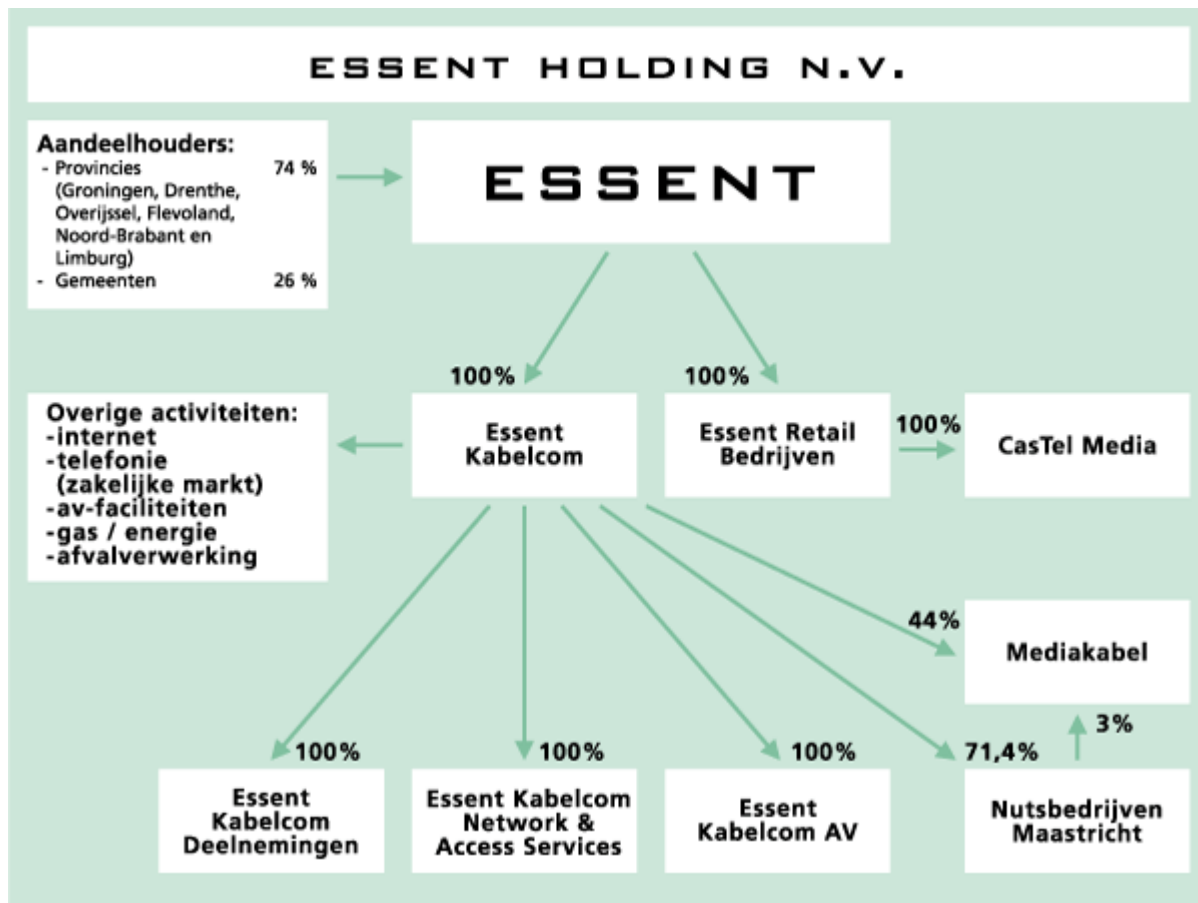 ESSENT HOLDING N.V.
Aandeelhouders:
- Provincies 74 %
(Groningen, Drenthe,
Overijssel, Flevoland,
Noord-Brabant en
Limburg)
- Gemeenten 26 %
ESSENT
100%
100%
Overige activiteiten:
-internet
-telefonie
(zakelijke markt)
-av-faciliteiten
-gas / energie
-afvalverwerking
Essent
Kabelcom
Essent Retail
Bedrijven
100%
CasTel Media
44%
Mediakabel
3%
100%
100%
100%
71,4%
Essent
Kabelcom
Deelnemingen
Essent Kabelcom
Network &
Access Services
Essent
Kabelcom AV
Nutsbedrijven
Maastricht